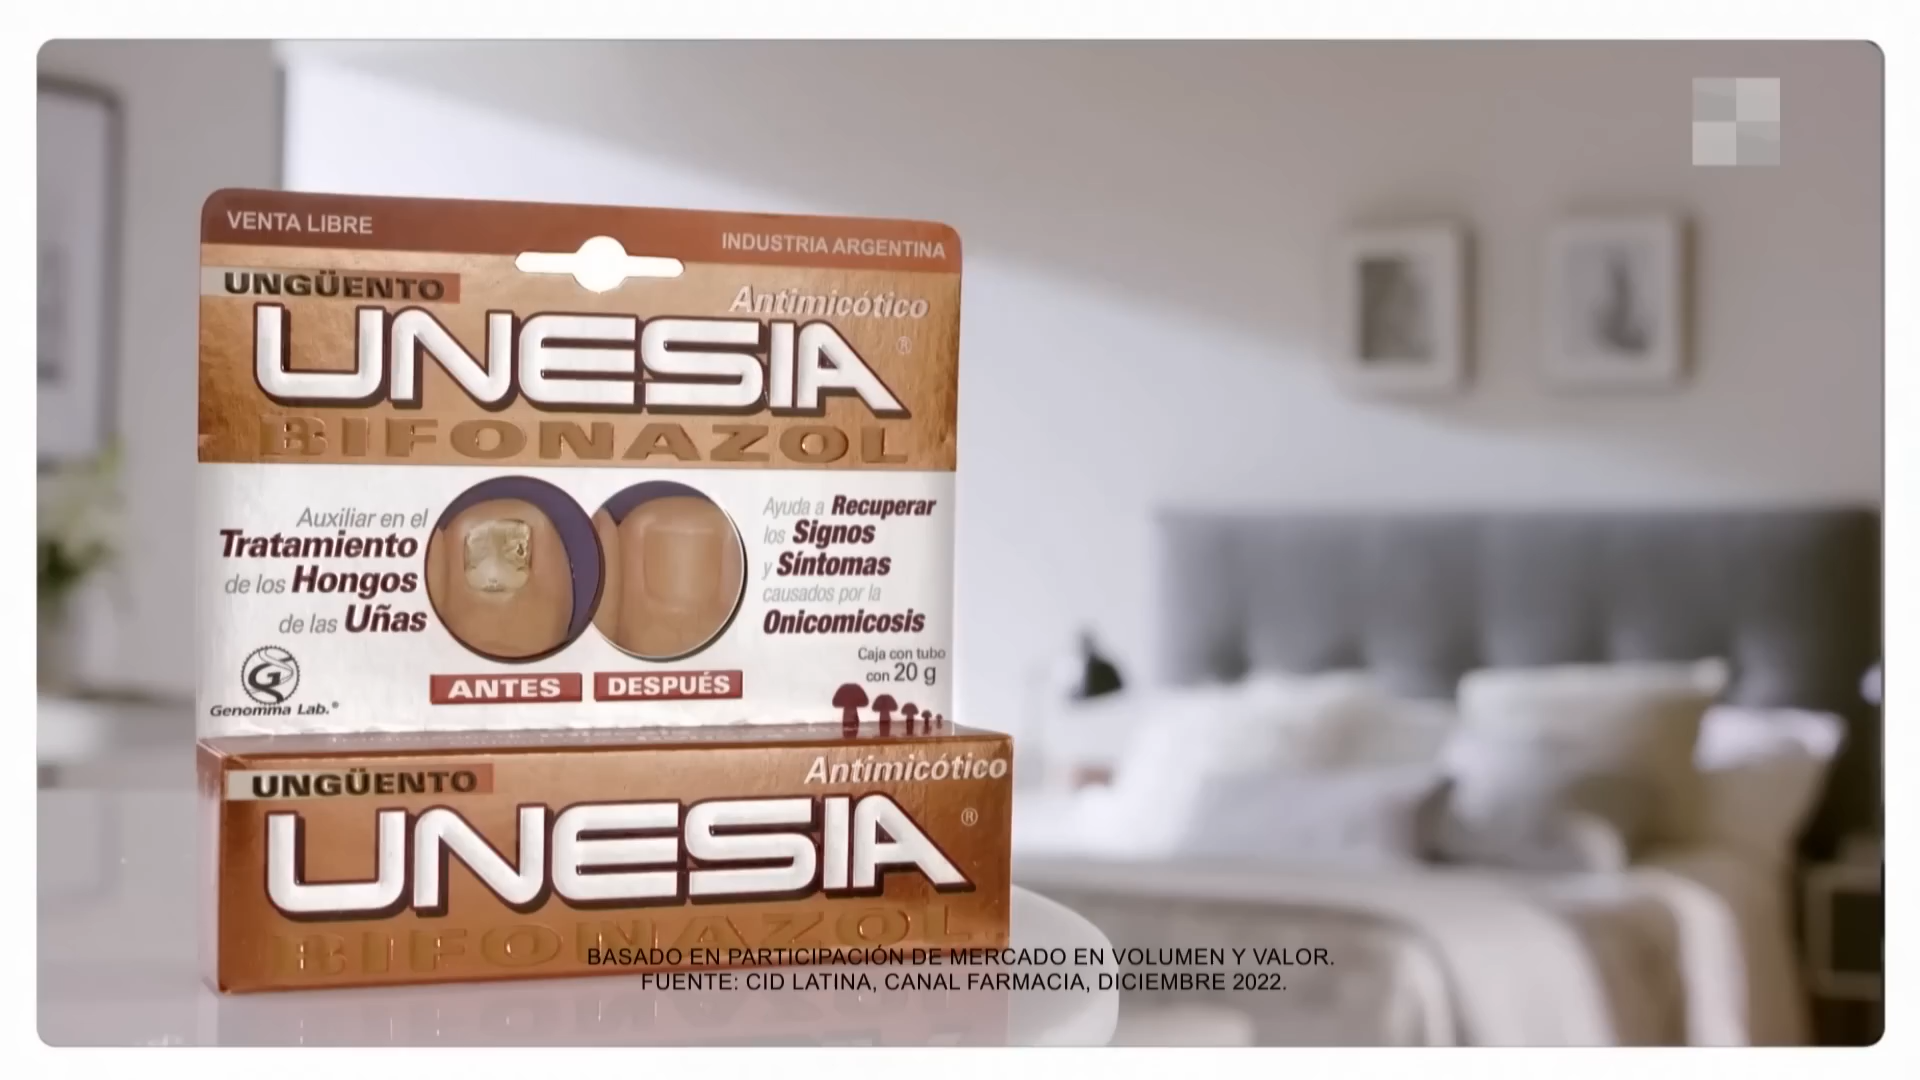 VENTA LIBRE
INDUSTRIA ARGENTINA
UNGÜENTO
Antimicótico
UNESIA®
BIFONAZOL
Auxiliar en el
Tratamiento
de los Hongos
de las Uñas
Ayuda a Recuperar
los Signos
y Síntomas
causados por la
Onicomicosis
Caja con tubo
con 20 g
ANTES
DESPUÉS
Genomma Lab.®
UNGÜENTO
Antimicótico
UNESIA®
BIFONAZOL
BASADO EN PARTICIPACIÓN DE MERCADO EN VOLUMEN Y VALOR.
FUENTE: CID LATINA, CANAL FARMACIA, DICIEMBRE 2022.